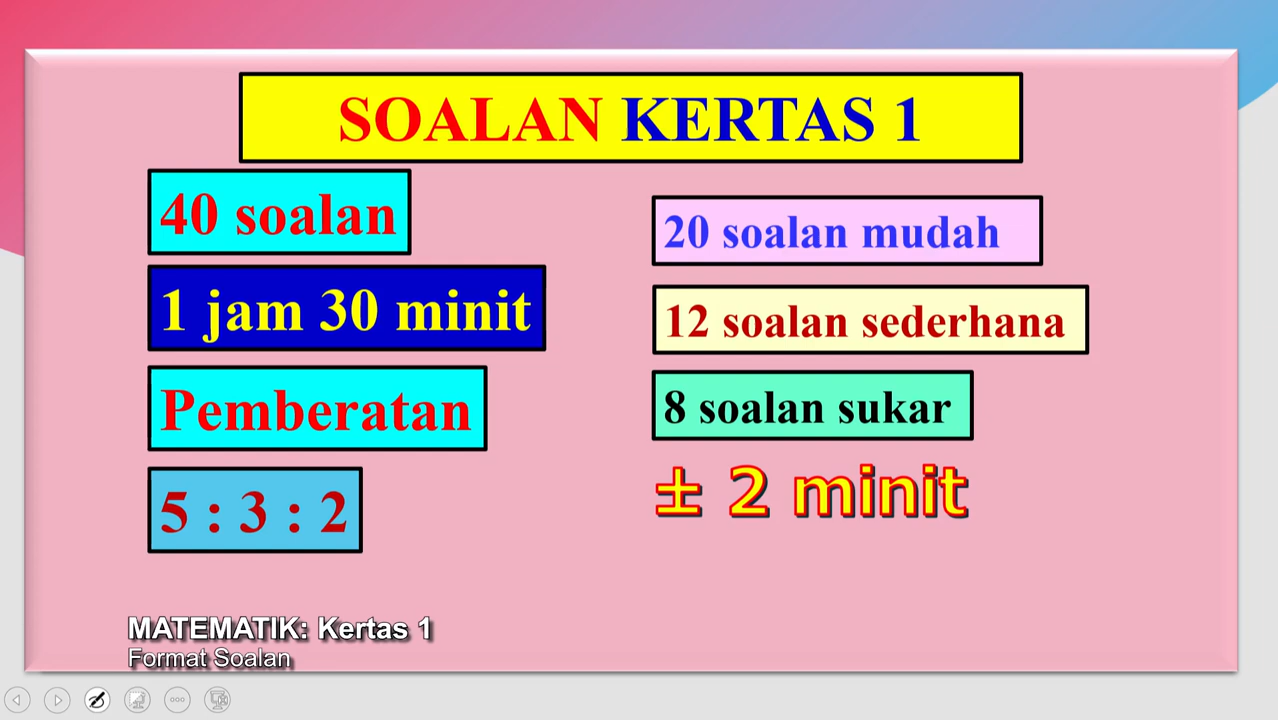 SOALAN KERTAS 1
40 soalan
1 jam 30 minit
Pemberatan
5 : 3 : 2
20 soalan mudah
12 soalan sederhana
8 soalan sukar
± 2 minit
MATEMATIK: Kertas 1
Format Soalan